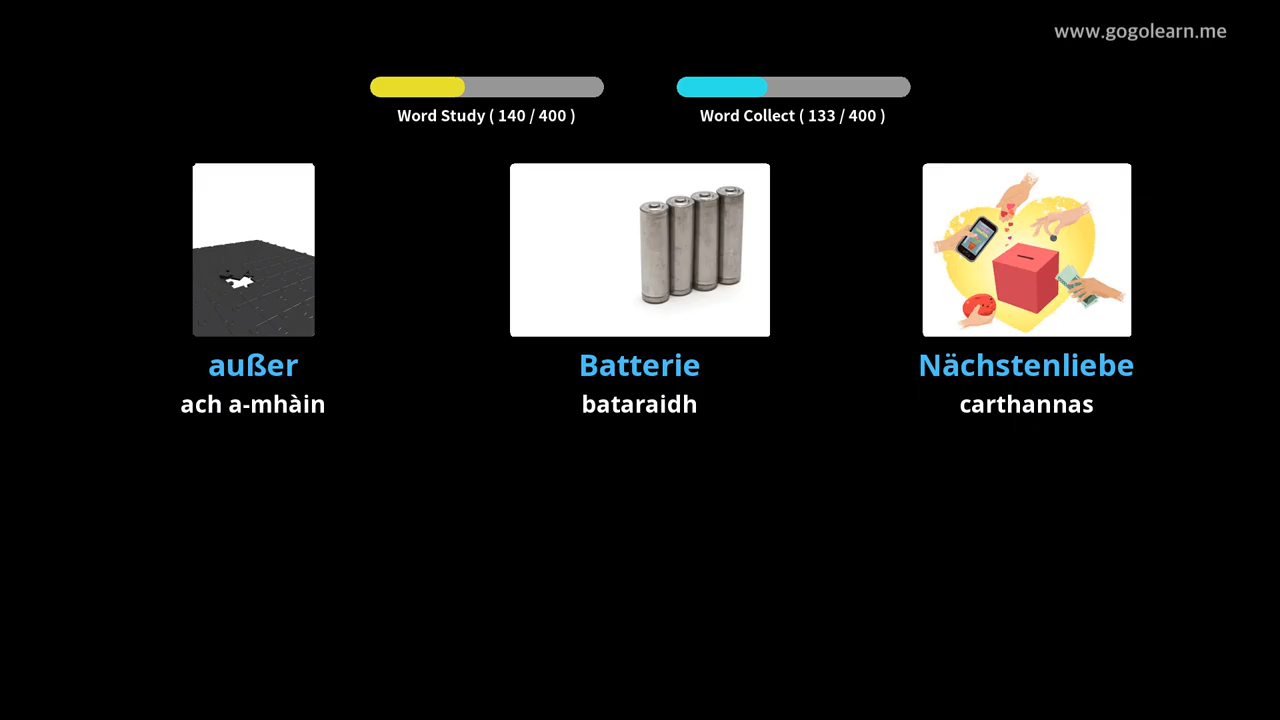 www.gogolearn.me
Word Study ( 140 / 400 )
Word Collect ( 133 / 400 )
außer
ach a-mhàin
Batterie
bataraidh
Nächstenliebe
carthannas